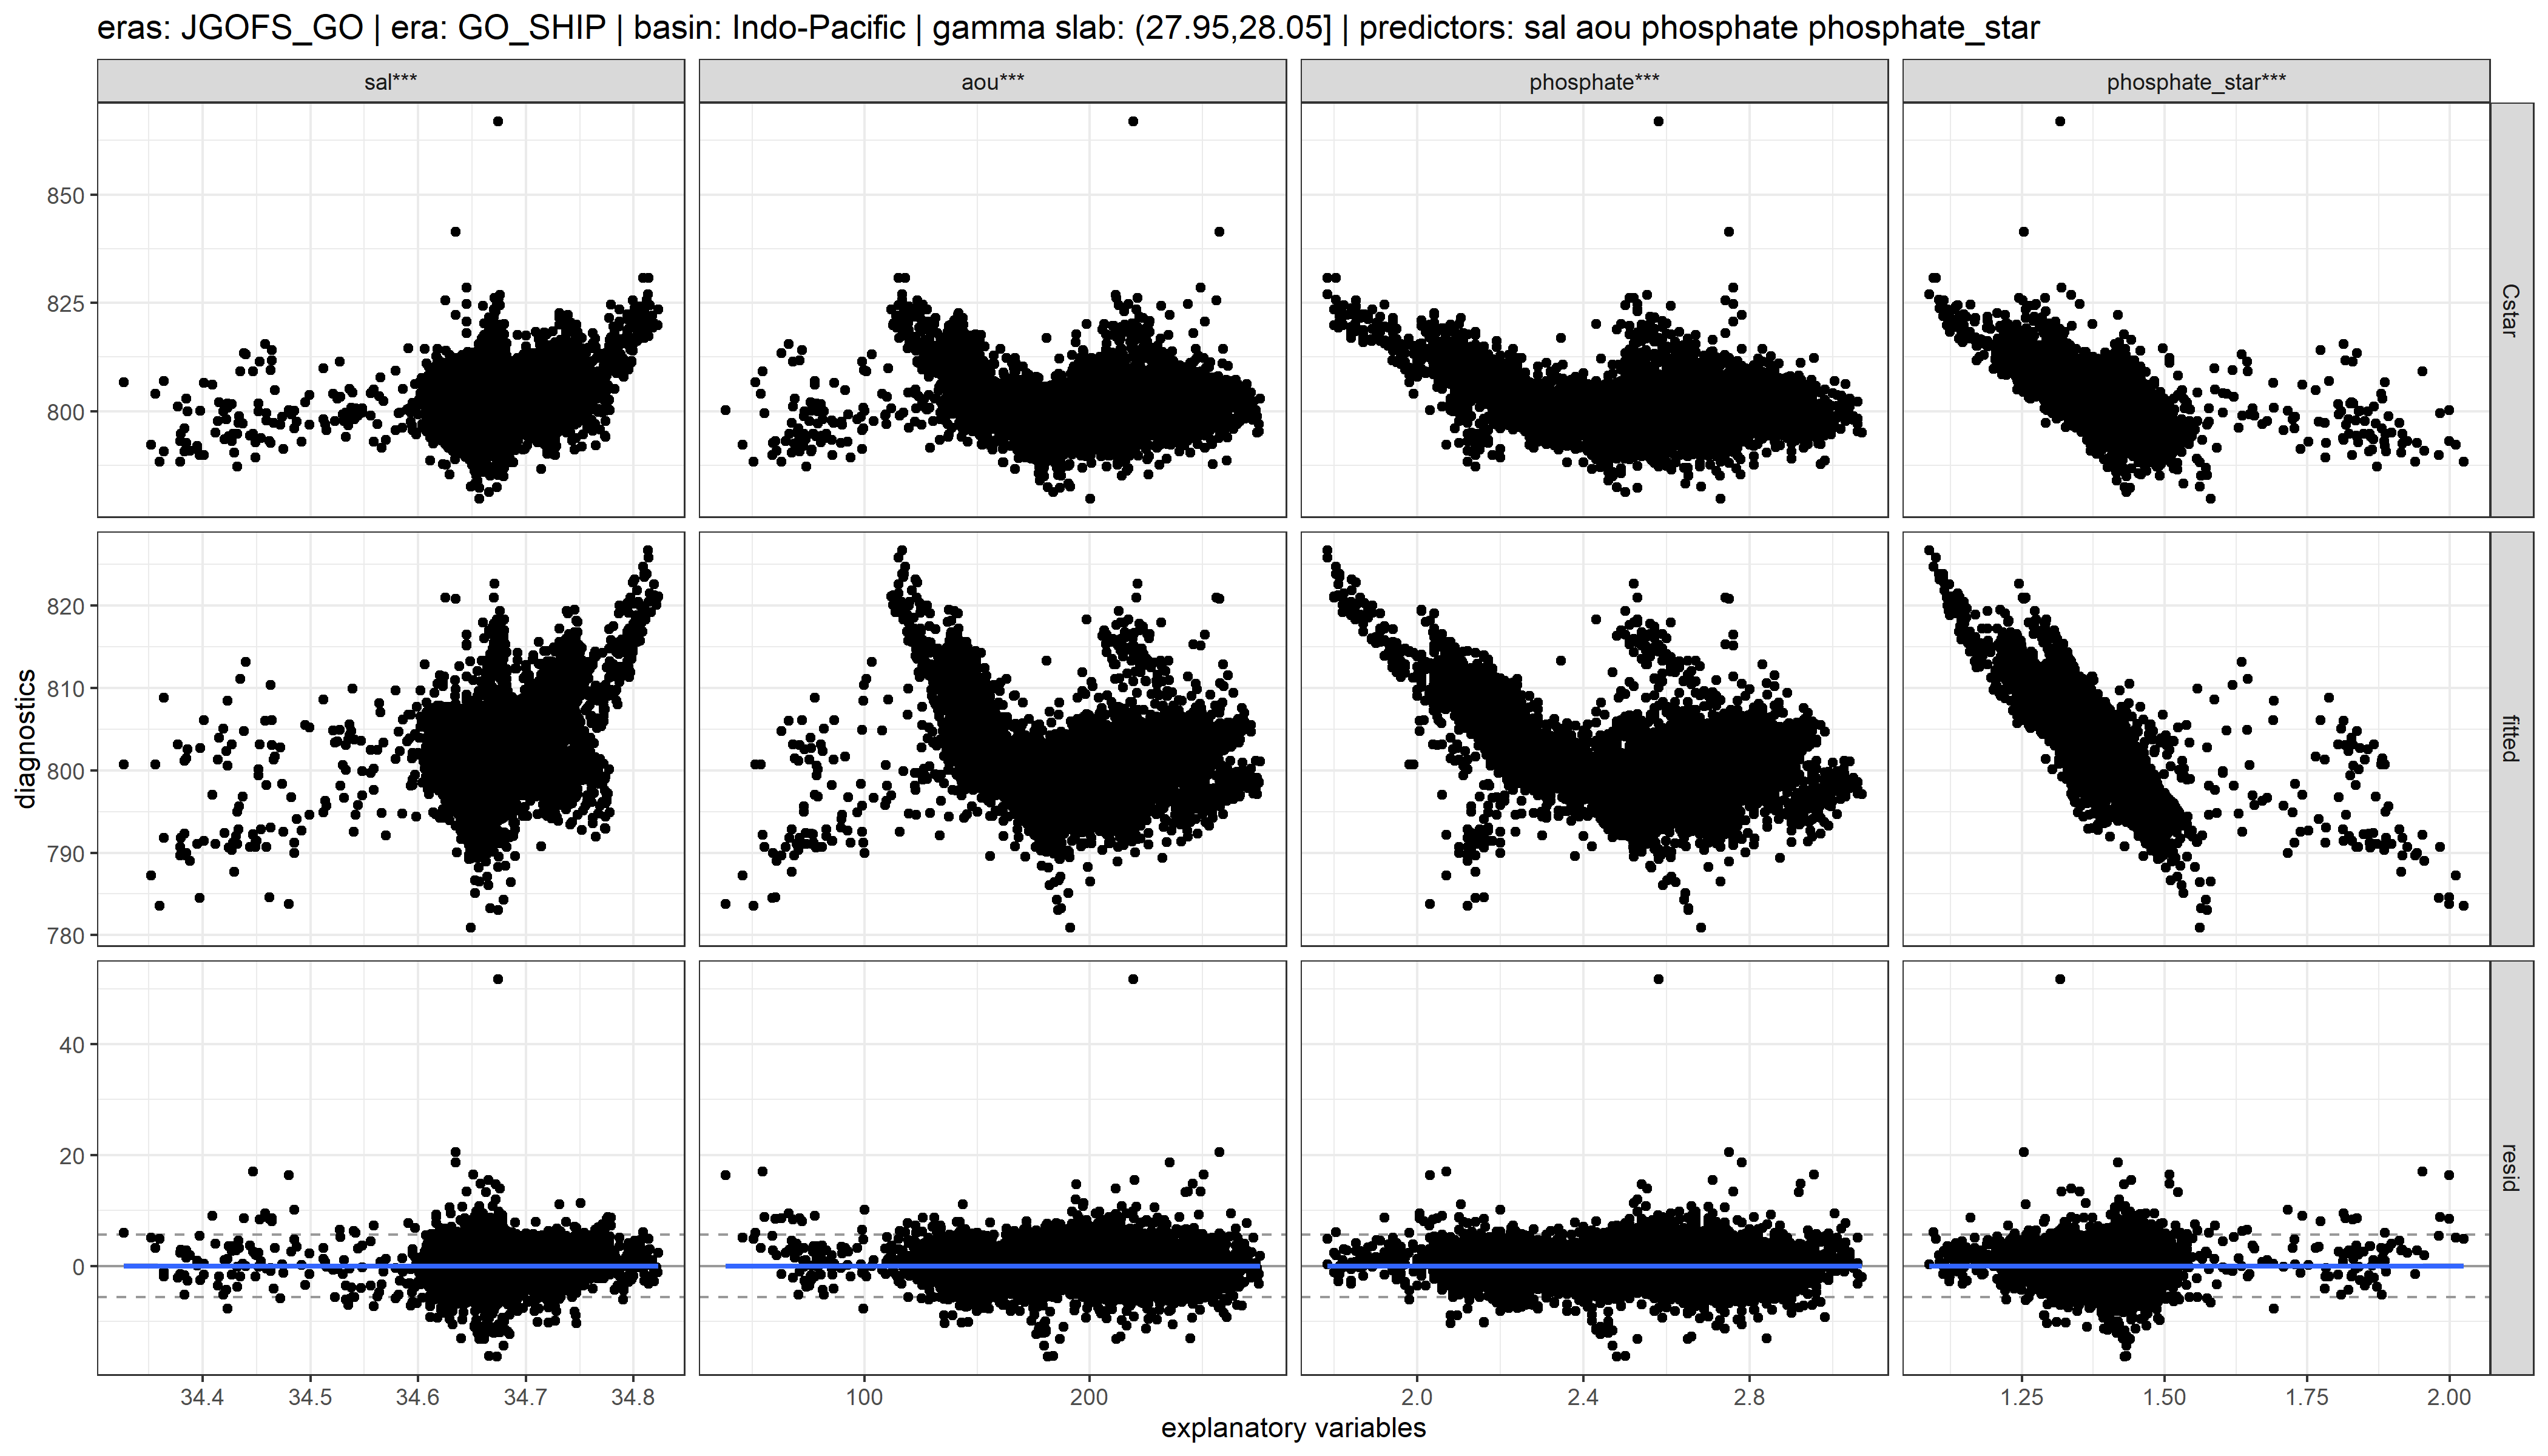 eras: JGOFS_GO | era: GO_SHIP | basin: Indo-Pacific | gamma slab: (27.95,28.05] | predictors: sal aou phosphate phosphate_star
sal*** aou*** phosphate*** phosphate_star***
850
825
800
Cstar
820
810
800
790
780
fitted
diagnostics
40
20
0
resid
34.4 34.5 34.6 34.7 34.8 100 200 2.0 2.4 2.8 1.25 1.50 1.75 2.00
explanatory variables